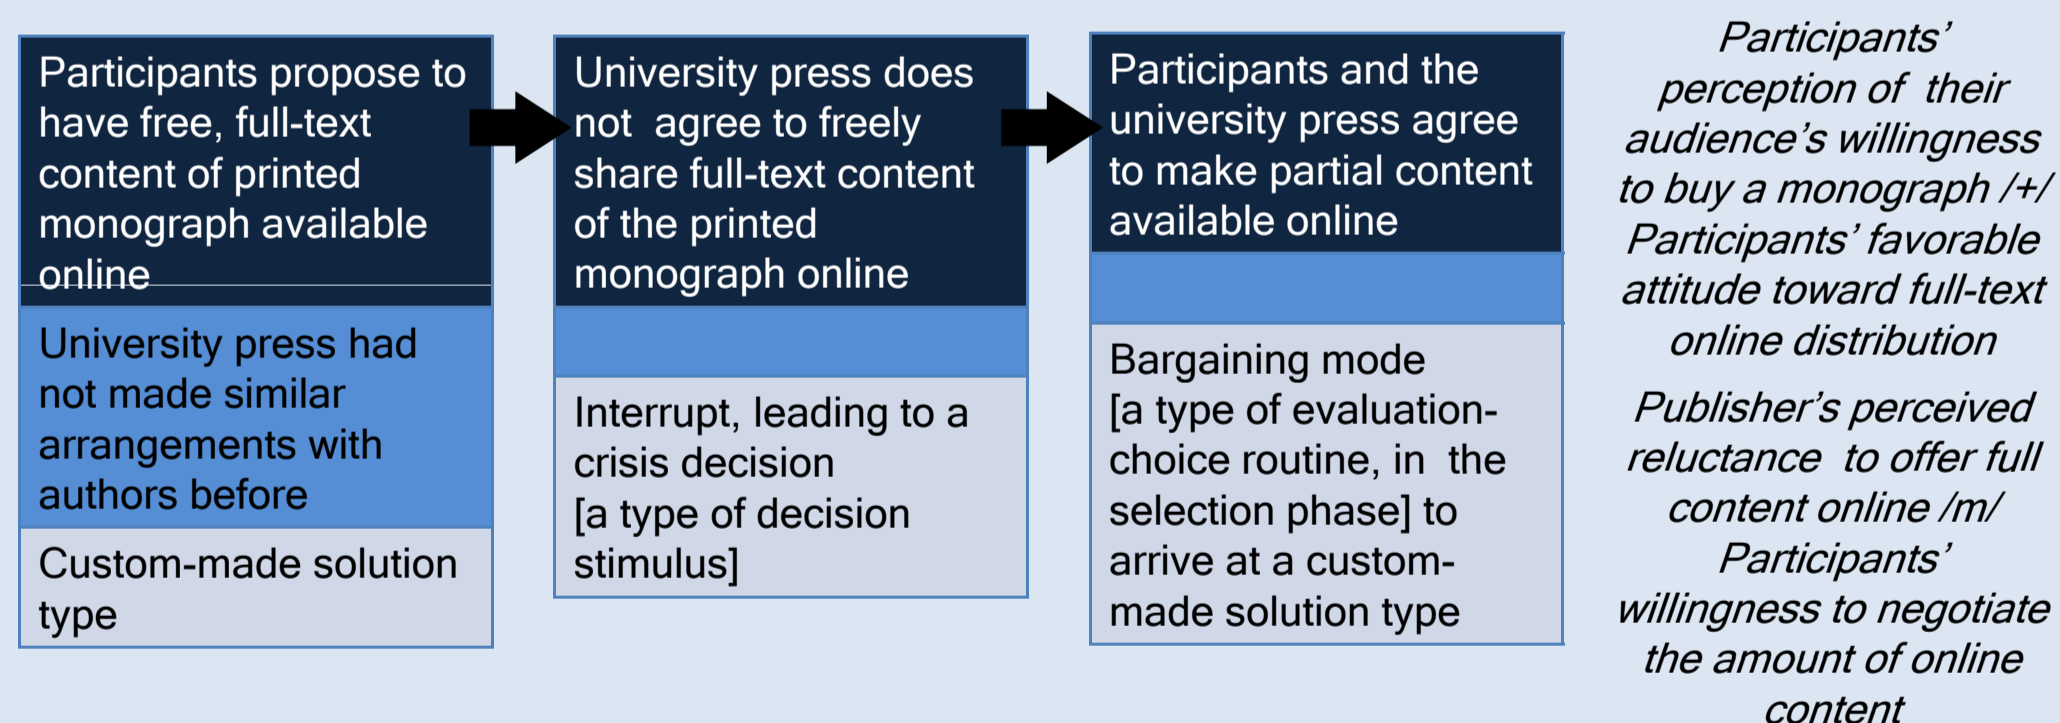 Participants propose to
have free, full-text
content of printed
monograph available
online
University press had
not made similar
arrangements with
authors before
Custom-made solution
type
University press does
not agree to freely
share full-text content
of the printed
monograph online
Interrupt, leading to a
crisis decision
[a type of decision
stimulus]
Participants and the
university press agree
to make partial content
available online
Bargaining mode
[a type of evaluation-
choice routine, in the
selection phase] to
arrive at a custom-
made solution type
Participants’
perception of their
audience’s willingness
to buy a monograph /+/
Participants’ favorable
attitude toward full-text
online distribution
Publisher’s perceived
reluctance to offer full
content online /m/
Participants’
willingness to negotiate
the amount of online
content